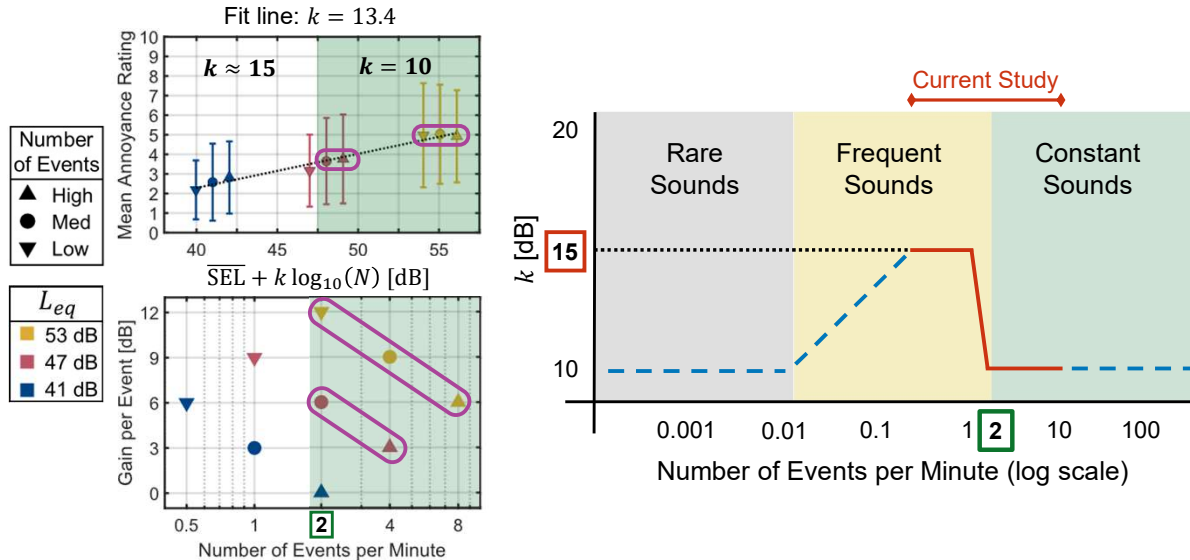 Fit line: k = 13.4
10
9
8
7
6
5
4
3
2
1
0
Mean Annoyance Rating
k ≈ 15
k = 10
40
45
50
55
SEL + k log10(N) [dB]
Number
of Events
High
Med
Low
Leq
53 dB
47 dB
41 dB
12
9
6
3
0
Gain per Event [dB]
0.5
1
2
4
8
Number of Events per Minute
Current Study
20
15
10
k [dB]
Rare
Sounds
Frequent
Sounds
Constant
Sounds
0.001
0.01
0.1
1
2
10
100
Number of Events per Minute (log scale)